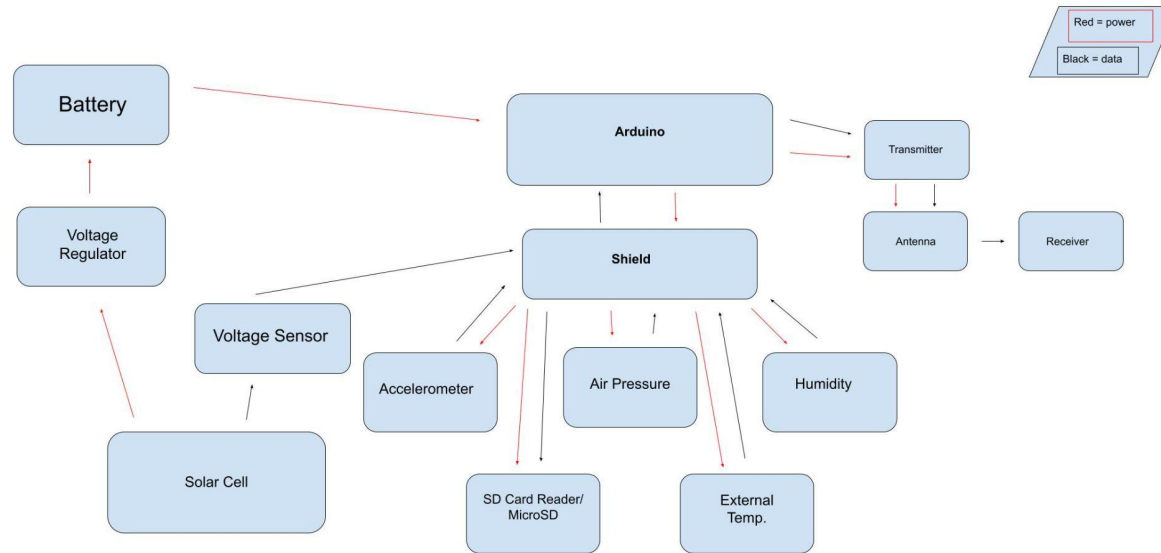 Red = power
Black = data
Battery
Arduino
Transmitter
Voltage
Regulator
Shield
Antenna
Receiver
Voltage Sensor
Accelerometer
Air Pressure
Humidity
Solar Cell
SD Card Reader/
MicroSD
External
Temp.